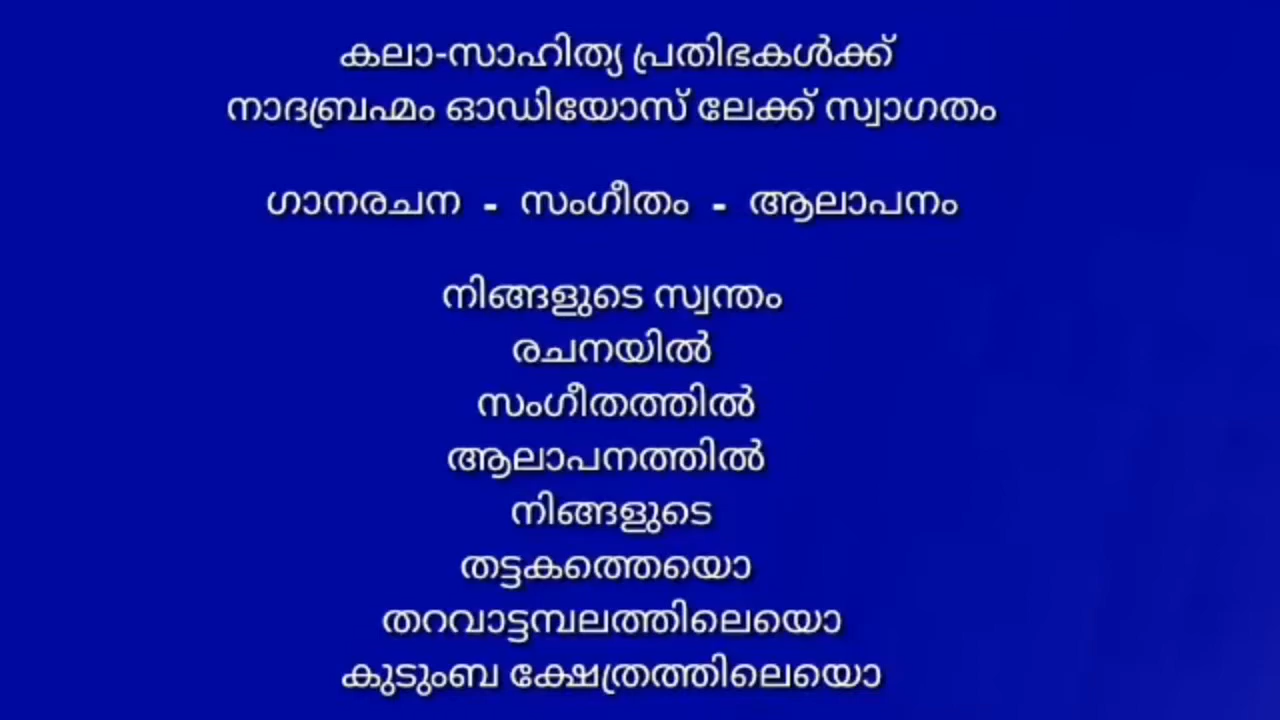 കലാ-സാഹിത്യ പ്രതിഭകൾക്ക്
നാദബ്രഹ്മം ഓഡിയോസ് ലേക്ക് സ്വാഗതം
ഗാനരചന - സംഗീതം - ആലാപനം
നിങ്ങളുടെ സ്വന്തം
രചനയിൽ
സംഗീതത്തിൽ
ആലാപനത്തിൽ
നിങ്ങളുടെ
തട്ടകത്തെയൊ
തറവാട്ടമ്പലത്തിലെയൊ
കുടുംബ ക്ഷേത്രത്തിലെയൊ